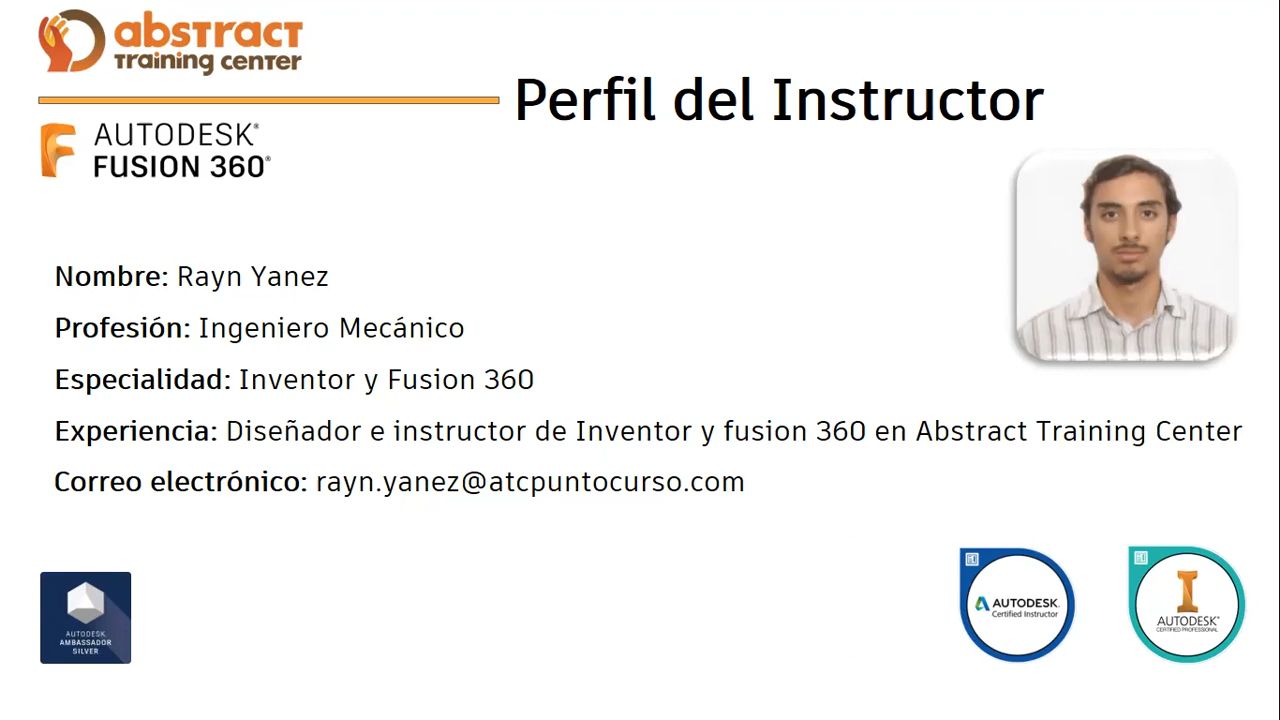 abstract
training center
Perfil del Instructor
AUTODESK®
FUSION 360®
Nombre: Rayn Yanez
Profesión: Ingeniero Mecánico
Especialidad: Inventor y Fusion 360
Experiencia: Diseñador e instructor de Inventor y fusion 360 en Abstract Training Center
Correo electrónico: rayn.yanez@atcpuntocurso.com
AUTODESK
AMBASSADOR
SILVER
AUTODESK
Certified Instructor
AUTODESK®
CERTIFIED PROFESSIONAL